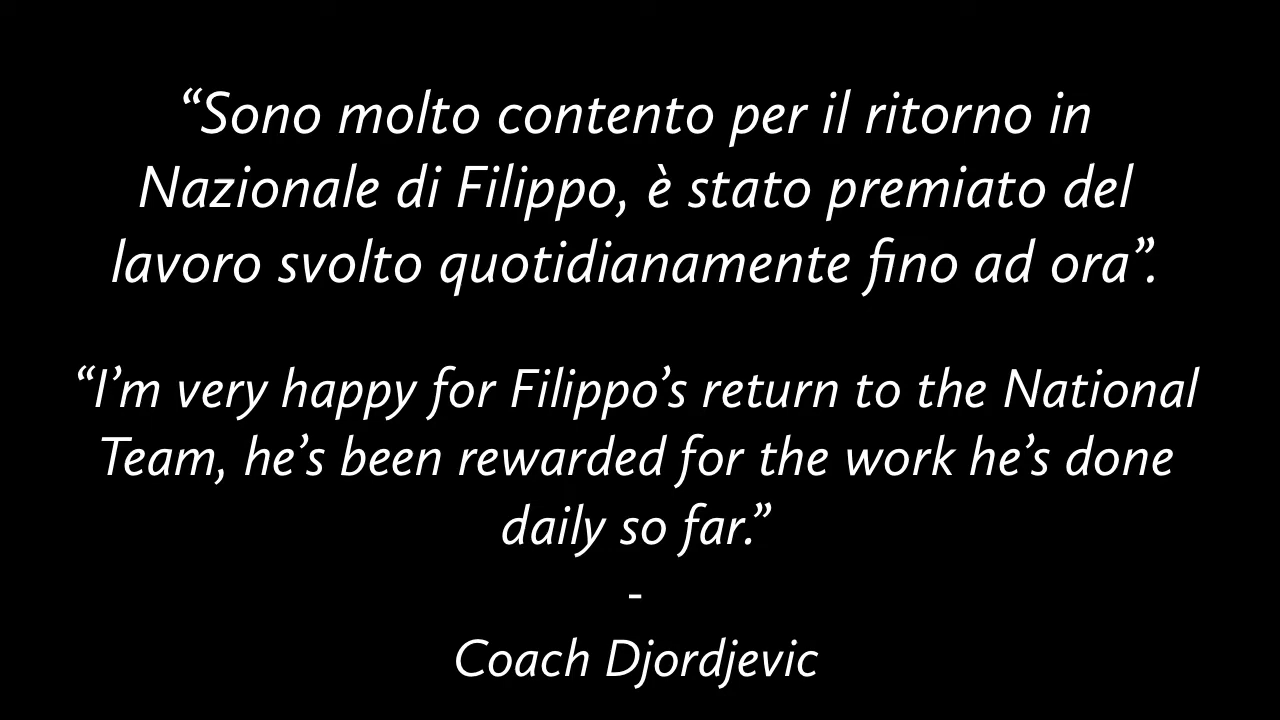 “Sono molto contento per il ritorno in
Nazionale di Filippo, è stato premiato del
lavoro svolto quotidianamente fino ad ora”.
“I’m very happy for Filippo’s return to the National
Team, he’s been rewarded for the work he’s done
daily so far.”
-
Coach Djordjevic